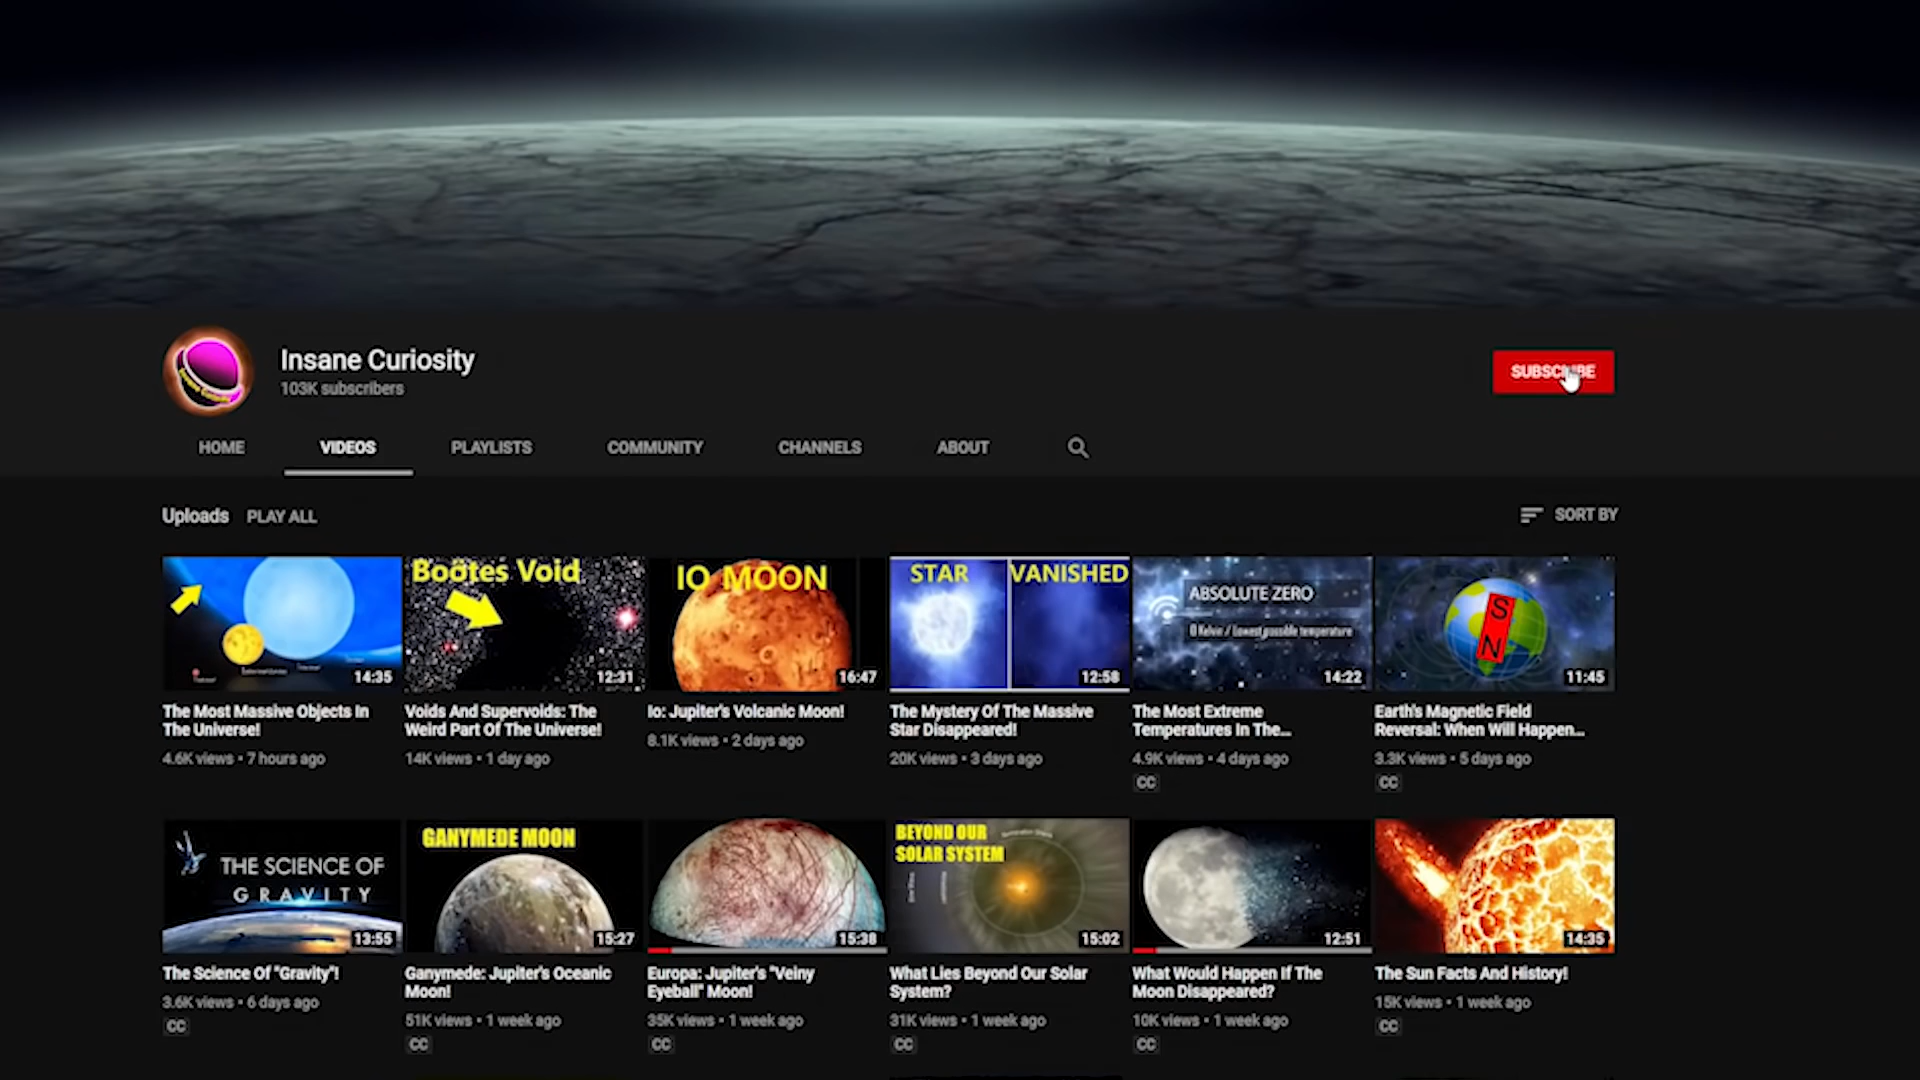 Insane Curiosity
103K subscribers
SUBSCRIBE
HOME
VIDEOS
PLAYLISTS
COMMUNITY
CHANNELS
ABOUT
Uploads
PLAY ALL
SORT BY
14:35
Boötes Void
12:31
IO MOON
16:47
STAR
VANISHED
12:58
ABSOLUTE ZERO
0 Kelvin / Lowest possible temperature
14:22
S
N
11:45
The Most Massive Objects In
The Universe!
4.6K views • 7 hours ago
Voids And Supervoids: The
Weird Part Of The Universe!
14K views • 1 day ago
Io: Jupiter's Volcanic Moon!
8.1K views • 2 days ago
The Mystery Of The Massive
Star Disappeared!
20K views • 3 days ago
The Most Extreme
Temperatures In The...
4.9K views • 4 days ago
CC
Earth's Magnetic Field
Reversal: When Will Happen...
3.3K views • 5 days ago
CC
THE SCIENCE OF
GRAVITY
13:55
GANYMEDE MOON
15:27
15:38
BEYOND OUR
SOLAR SYSTEM
15:02
12:51
14:35
The Science Of "Gravity"!
3.6K views • 6 days ago
CC
Ganymede: Jupiter's Oceanic
Moon!
51K views • 1 week ago
CC
Europa: Jupiter's "Veiny
Eyeball" Moon!
35K views • 1 week ago
CC
What Lies Beyond Our Solar
System?
31K views • 1 week ago
CC
What Would Happen If The
Moon Disappeared?
10K views • 1 week ago
CC
The Sun Facts And History!
15K views • 1 week ago
CC